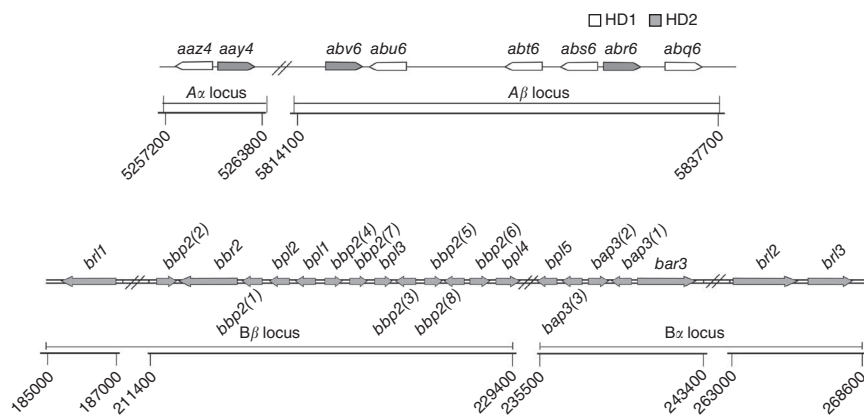 HD1 HD2
aaz4 aay4 abv6 abu6 abt6 abs6 abr6 abq6
Aα locus Aβ locus
5257200 5263800 5814100 5837700
brl1 bbp2(2) bbr2 bpl2 bpl1 bbp2(4) bbp2(7) bpl3 bbp2(5) bbp2(6) bpl4 bpl5 bap3(2) bap3(1) bar3 brl2 brl3
bbp2(1) bbp2(3) bbp2(8) bap3(3)
Bβ locus Bα locus
185000 187000 211400 229400 235500 243400 263000 268600